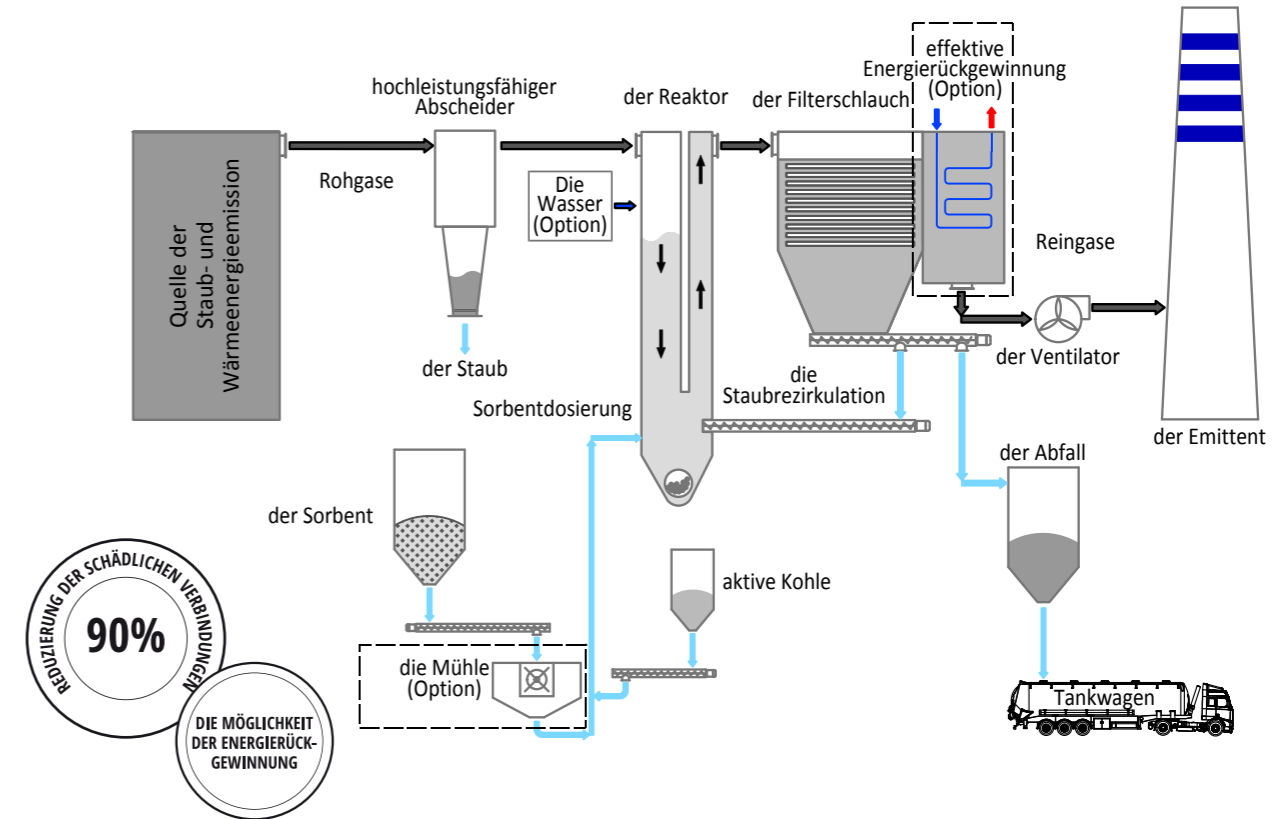 effektive
Energierückgewinnung
(Option)
hochleistungsfähiger
Abscheider
der Reaktor
der Filterschlauch
Rohgase
Die
Wasser
(Option)
Quelle der
Staub- und
Wärmeenergieemission
Reingase
der Staub
der Ventilator
die
Staubrezirkulation
Sorbentdosierung
der Emittent
der Abfall
der Sorbent
aktive Kohle
die Mühle
(Option)
Tankwagen
REDUZIERUNG DER SCHÄDLICHEN VERBINDUNGEN
90%
DIE MÖGLICHKEIT
DER ENERGIERÜCK-
GEWINNUNG